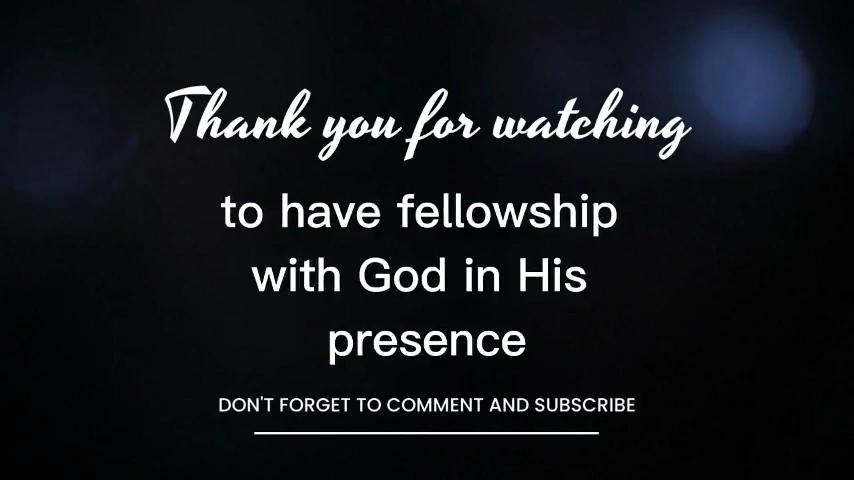 Thank you for watching
to have fellowship
with God in His
presence
DON'T FORGET TO COMMENT AND SUBSCRIBE